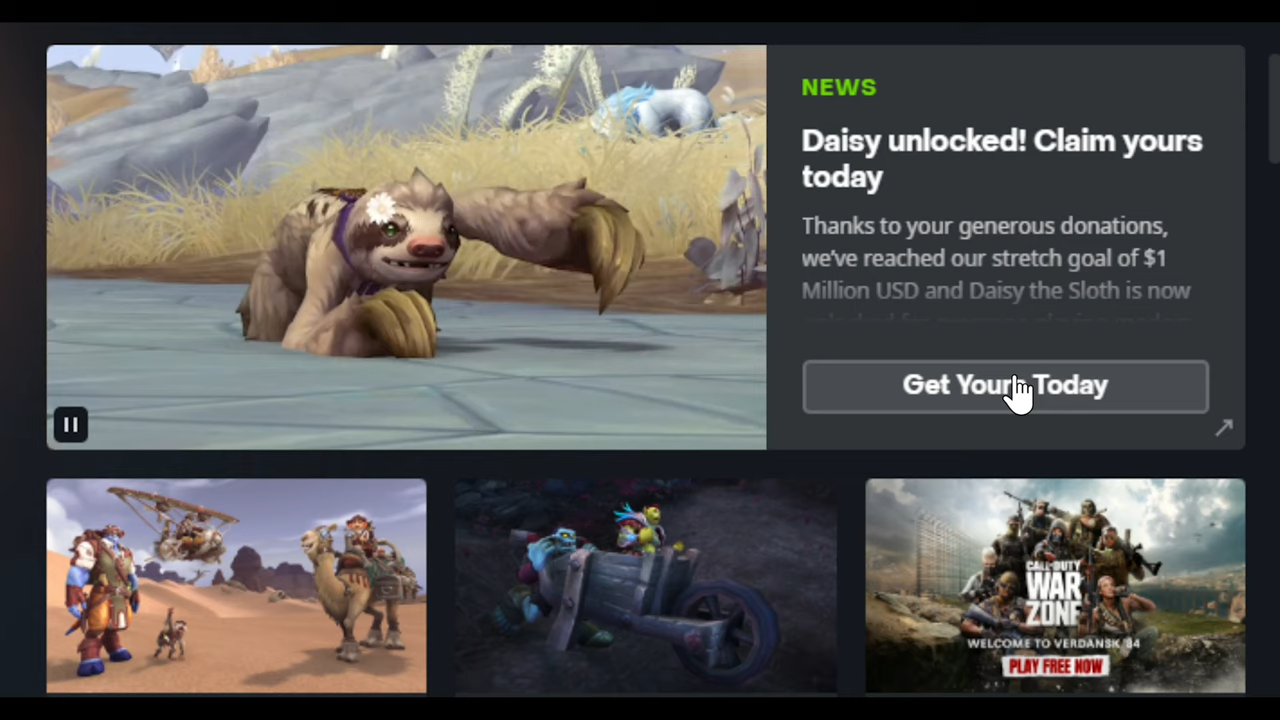 NEWS
Daisy unlocked! Claim yours
today
Thanks to your generous donations,
we've reached our stretch goal of $1
Million USD and Daisy the Sloth is now
Get Yours Today
CALL OF DUTY
WAR
ZONE
WELCOME TO VERDANSK '84
PLAY FREE NOW